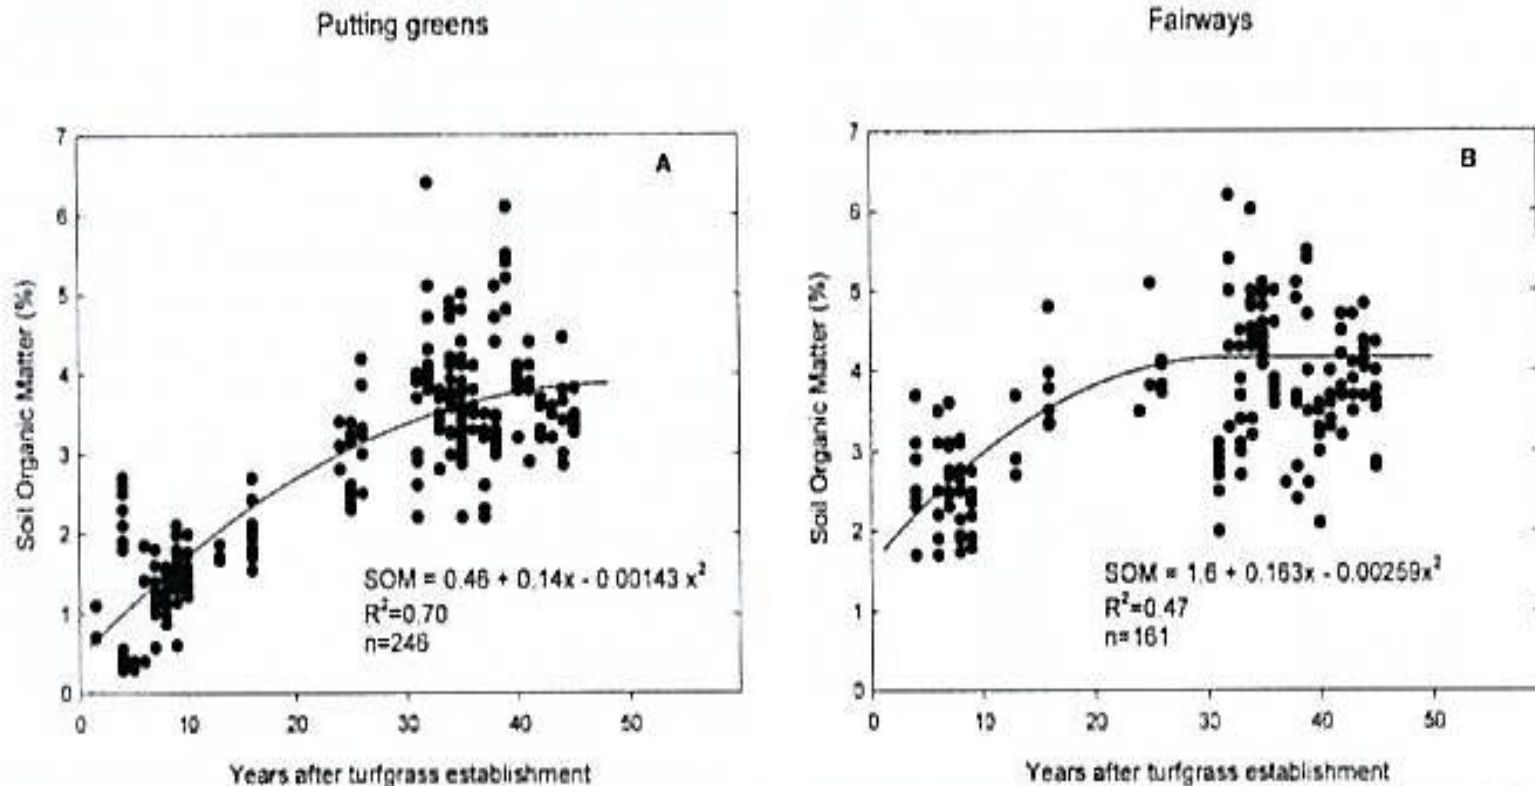 Putting greens
Fairways
7
6
5
4
3
2
1
0
Soil Organic Matter (%)
A
SOM = 0.46 + 0.14x - 0.00143 x²
R²=0.70
n=246
0 10 20 30 40 50
Years after turfgrass establishment
7
6
5
4
3
2
1
0
Soil Organic Matter (%)
B
SOM = 1.6 + 0.163x - 0.00259x²
R²=0.47
n=161
0 10 20 30 40 50
Years after turfgrass establishment